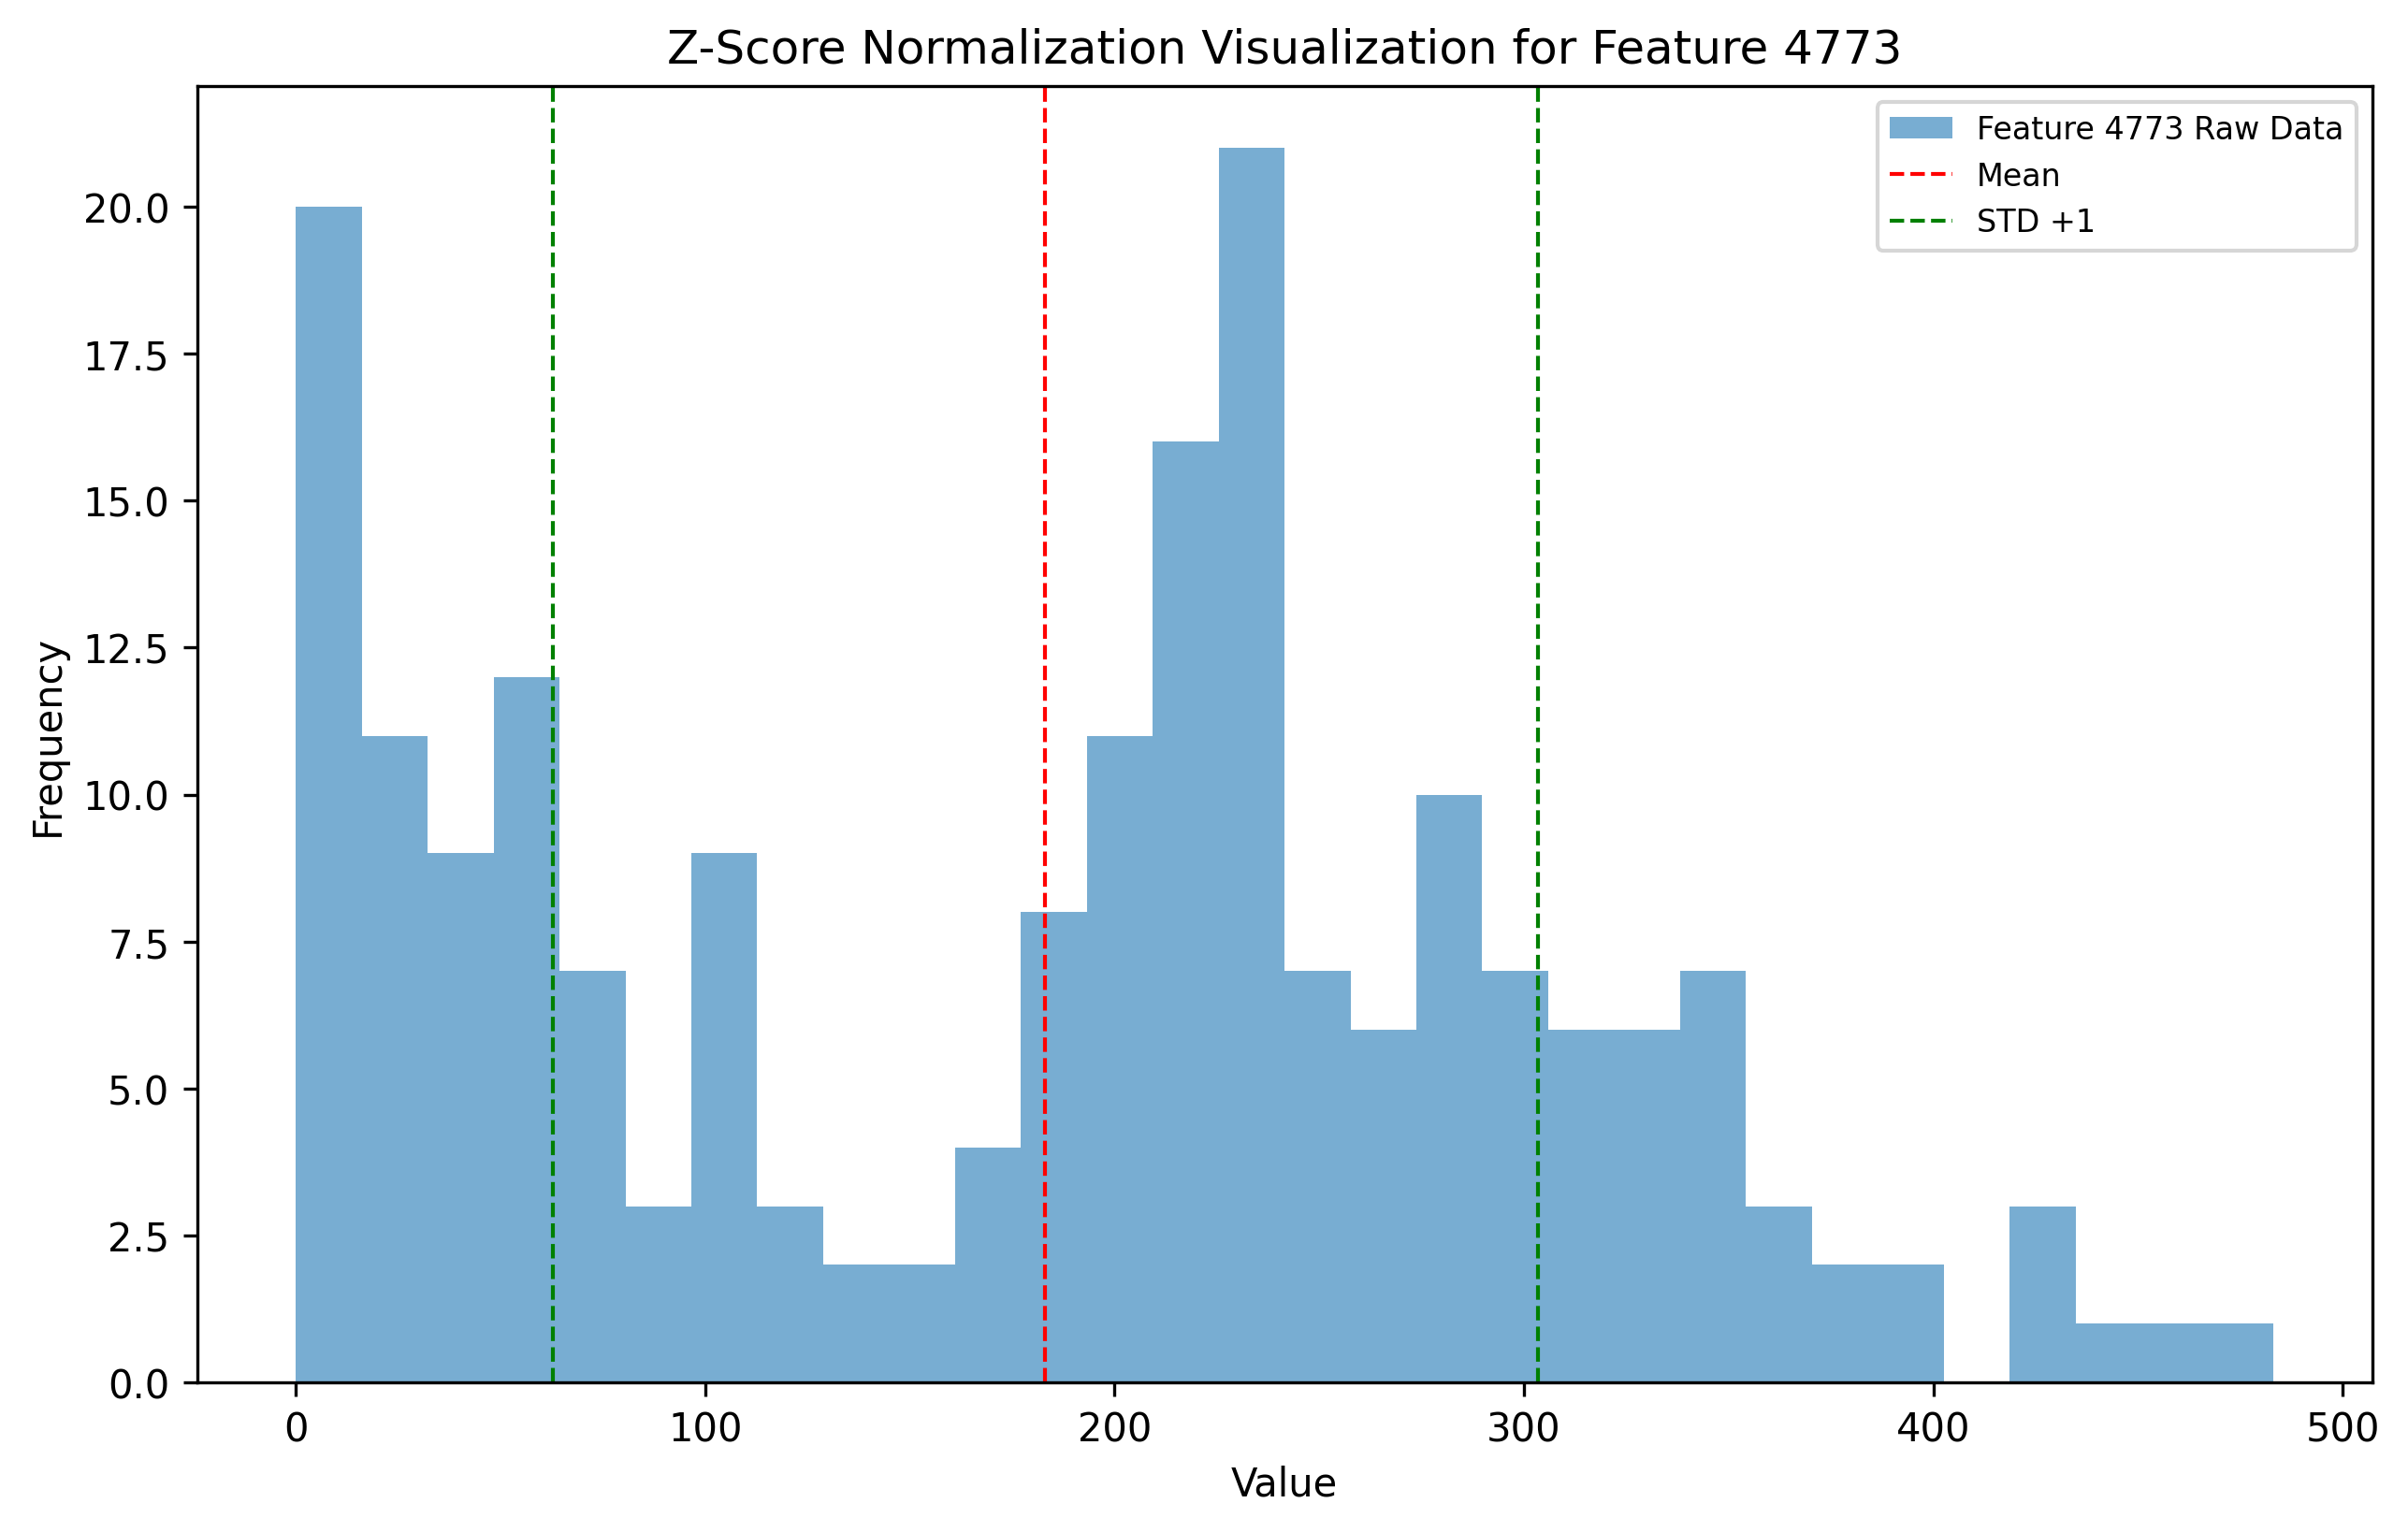 Z-Score Normalization Visualization for Feature 4773
Feature 4773 Raw Data
Mean
STD +1
20.0
17.5
15.0
12.5
10.0
7.5
5.0
2.5
0.0
Frequency
0 100 200 300 400 500
Value